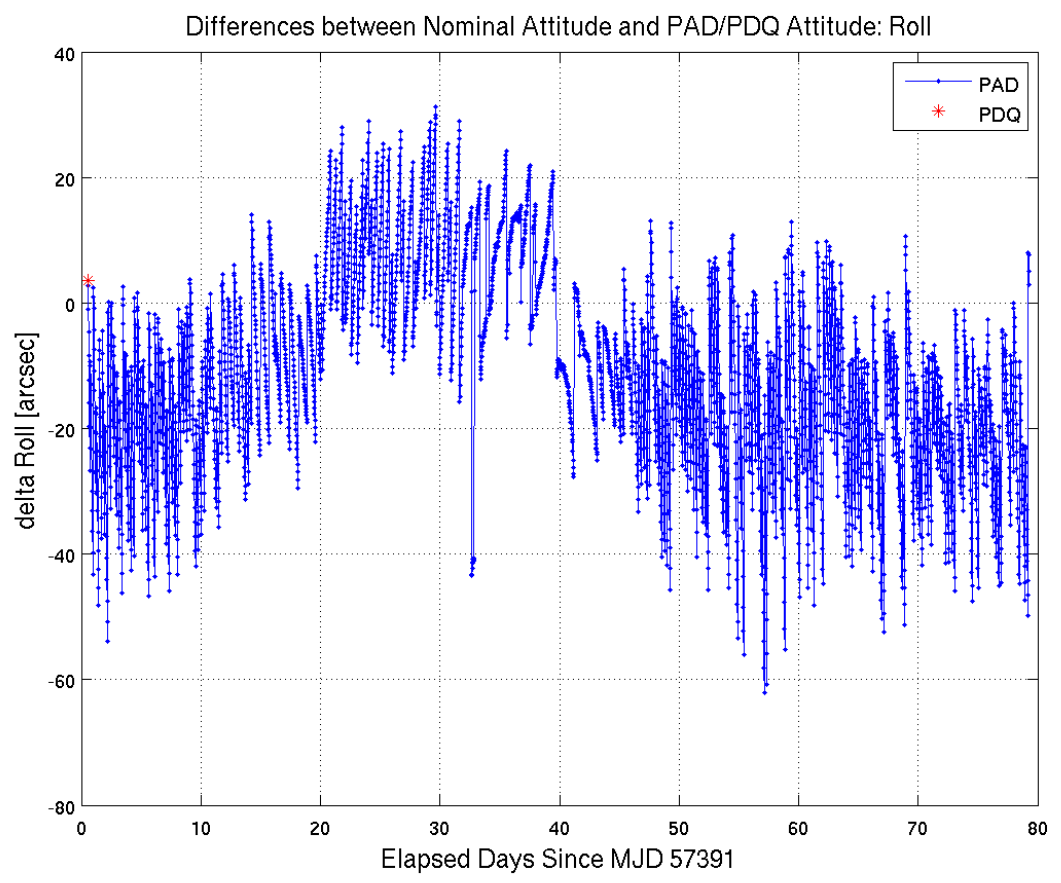 Differences between Nominal Attitude and PAD/PDQ Attitude: Roll
PAD
PDQ
40
20
0
-20
-40
-60
-80
delta Roll [arcsec]
0 10 20 30 40 50 60 70 80
Elapsed Days Since MJD 57391